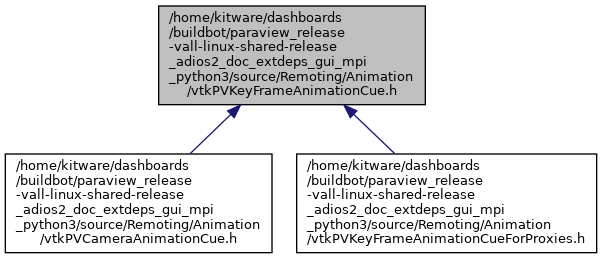 /home/kitware/dashboards
/buildbot/paraview_release
-vall-linux-shared-release
_adios2_doc_extdeps_gui_mpi
_python3/source/Remoting/Animation
/vtkPVKeyFrameAnimationCue.h
/home/kitware/dashboards
/buildbot/paraview_release
-vall-linux-shared-release
_adios2_doc_extdeps_gui_mpi
_python3/source/Remoting/Animation
/vtkPVCameraAnimationCue.h
/home/kitware/dashboards
/buildbot/paraview_release
-vall-linux-shared-release
_adios2_doc_extdeps_gui_mpi
_python3/source/Remoting/Animation
/vtkPVKeyFrameAnimationCueForProxies.h